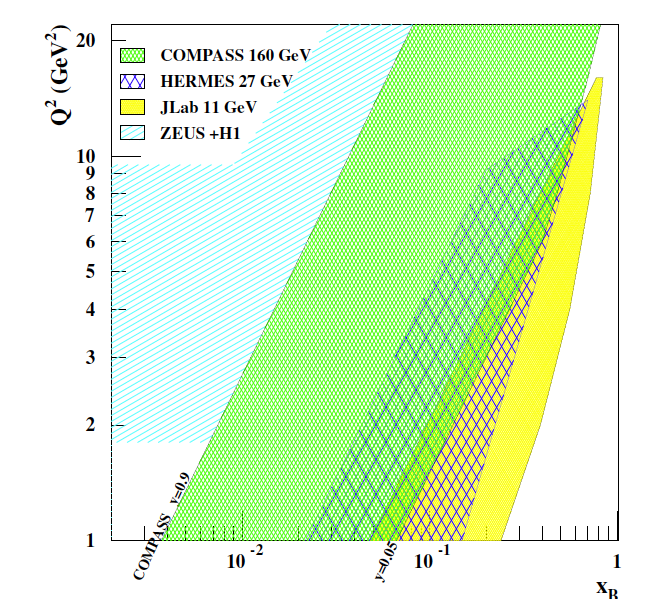 Q² (GeV²)
20
10
9
8
7
6
5
4
3
2
1
COMPASS 160 GeV
HERMES 27 GeV
JLab 11 GeV
ZEUS +H1
COMPASS y=0.9
y=0.05
10⁻²
10⁻¹
1
x_B